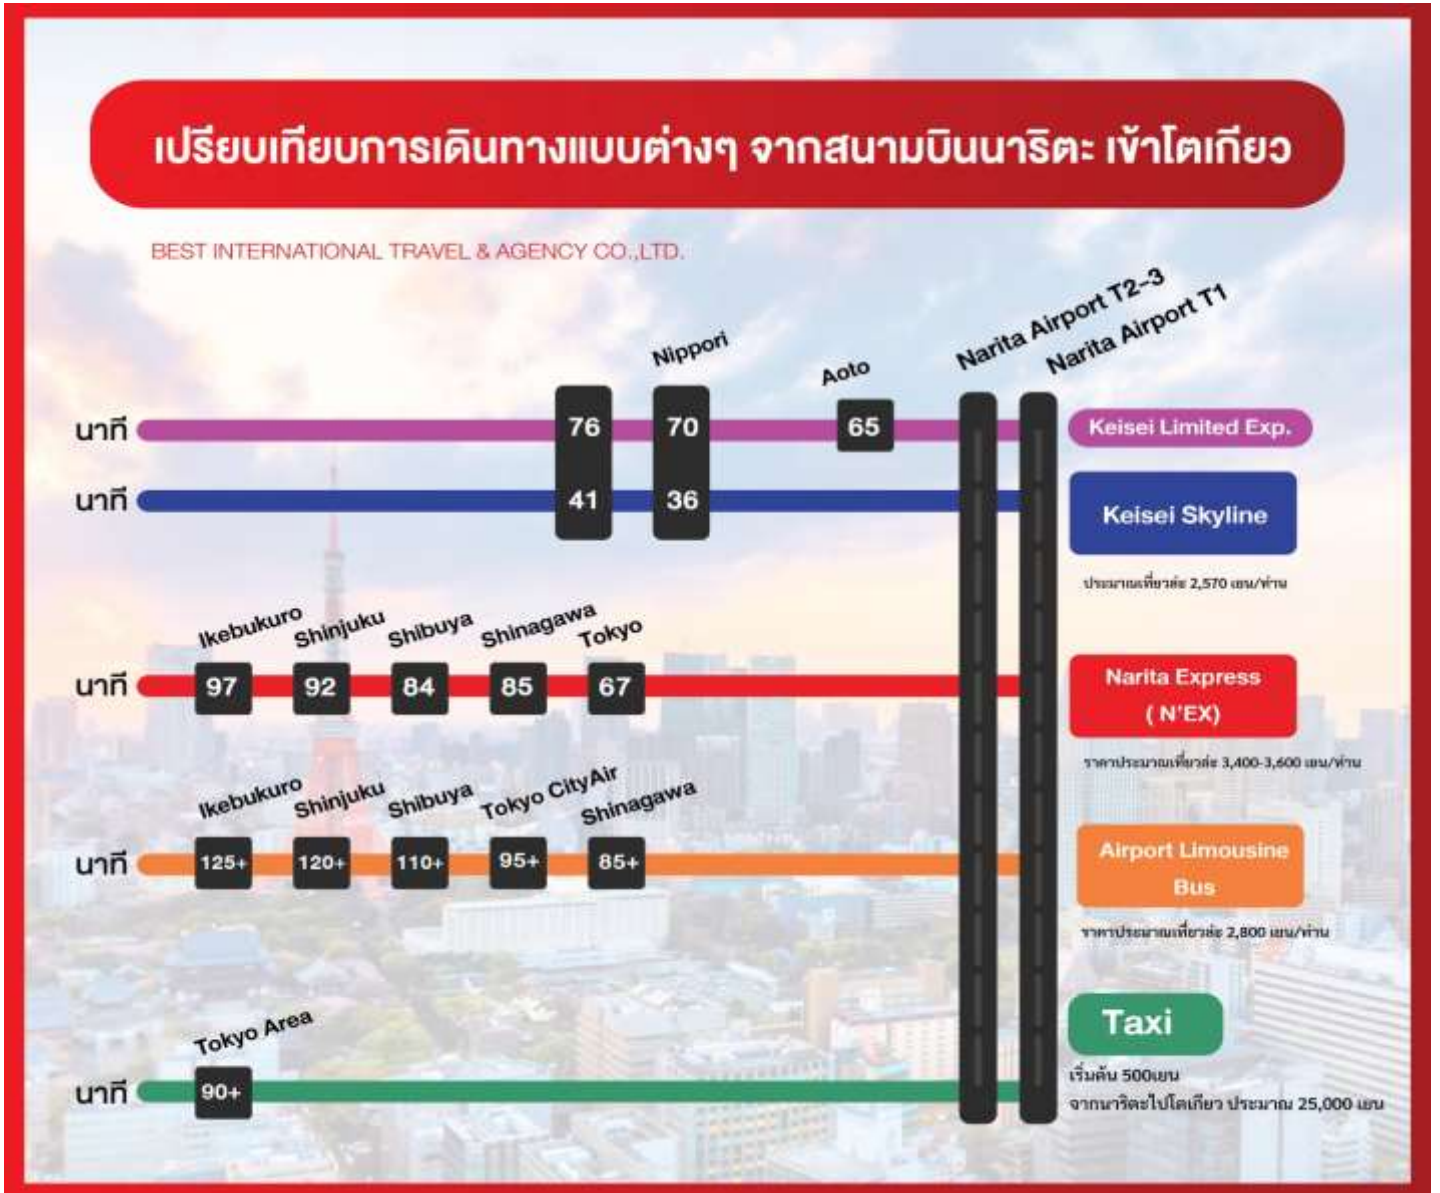 เปรียบเทียบการเดินทางแบบต่างๆ จากสนามบินนาริตะ เข้าโตเกียว
BEST INTERNATIONAL TRAVEL & AGENCY CO.,LTD.
Nippori
Aoto
Narita Airport T2-3
Narita Airport T1
นาที 76 70 65 Keisei Limited Exp.
นาที 41 36 Keisei Skyline
ประมาณเที่ยวล่ะ 2,570 เยน/ท่าน
Ikebukuro Shinjuku Shibuya Shinagawa Tokyo
นาที 97 92 84 85 67 Narita Express
( N'EX)
ราคาประมาณเที่ยวล่ะ 3,400-3,600 เยน/ท่าน
Ikebukuro Shinjuku Shibuya Tokyo CityAir Shinagawa
นาที 125+ 120+ 110+ 95+ 85+ Airport Limousine
Bus
ราคาประมาณเที่ยวล่ะ 2,800 เยน/ท่าน
Tokyo Area
Taxi
นาที 90+
เริ่มต้น 500เยน
จากนาริตะไปโตเกียว ประมาณ 25,000 เยน